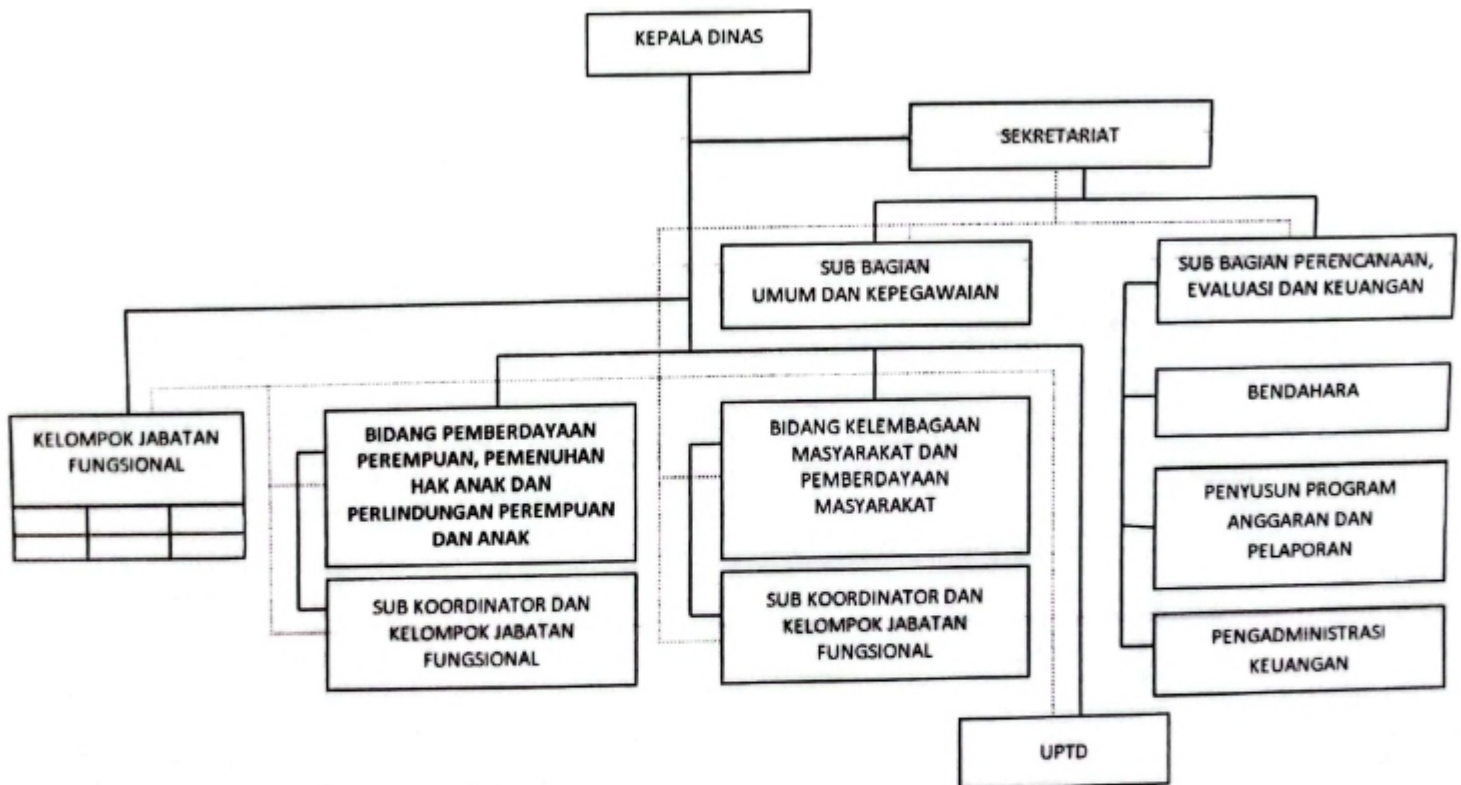 KEPALA DINAS
SEKRETARIAT
SUB BAGIAN
UMUM DAN KEPEGAWAIAN
SUB BAGIAN PERENCANAAN,
EVALUASI DAN KEUANGAN
BENDAHARA
PENYUSUN PROGRAM
ANGGARAN DAN
PELAPORAN
PENGADMINISTRASI
KEUANGAN
KELOMPOK JABATAN
FUNGSIONAL
BIDANG PEMBERDAYAAN
PEREMPUAN, PEMENUHAN
HAK ANAK DAN
PERLINDUNGAN PEREMPUAN
DAN ANAK
SUB KOORDINATOR DAN
KELOMPOK JABATAN
FUNGSIONAL
BIDANG KELEMBAGAAN
MASYARAKAT DAN
PEMBERDAYAAN
MASYARAKAT
SUB KOORDINATOR DAN
KELOMPOK JABATAN
FUNGSIONAL
UPTD